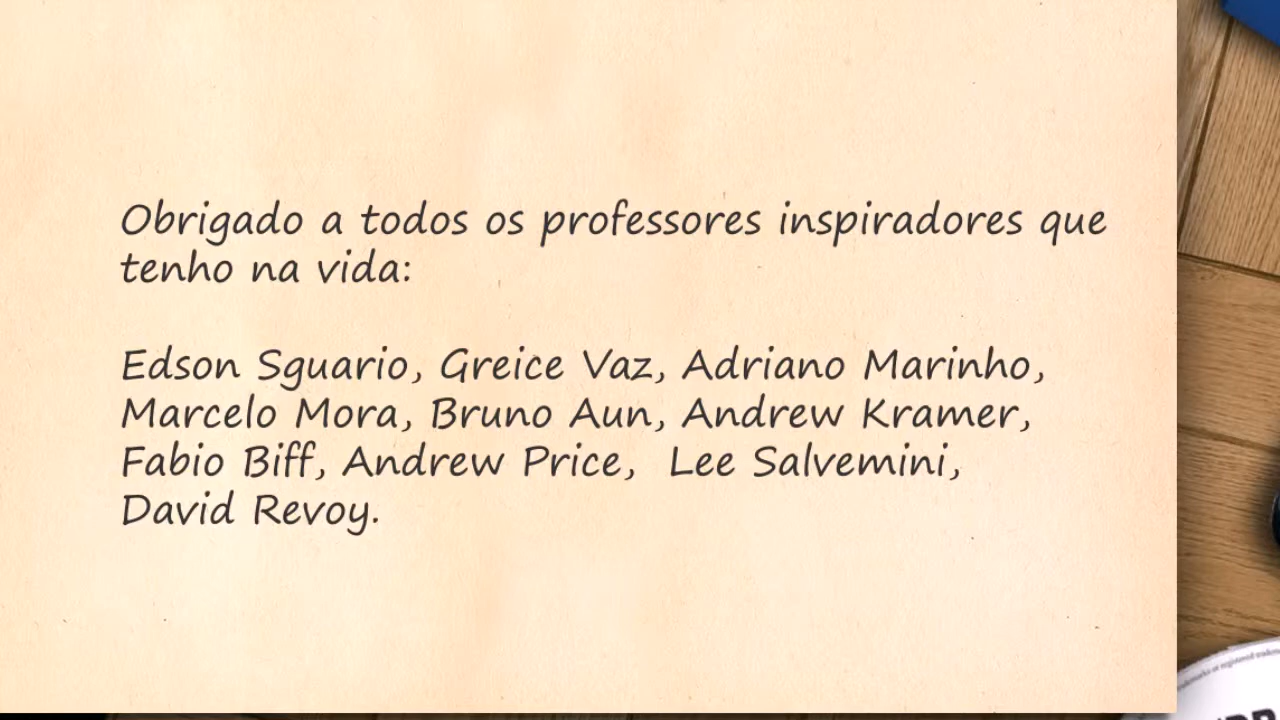 Obrigado a todos os professores inspiradores que
tenho na vida:
Edson Sguario, Greice Vaz, Adriano Marinho,
Marcelo Mora, Bruno Aun, Andrew Kramer,
Fabio Biff, Andrew Price, Lee Salvemini,
David Revoy.